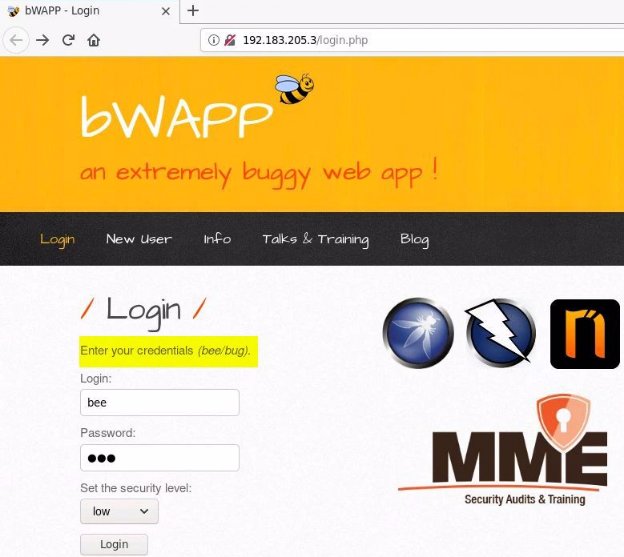 bWAPP - Login
192.183.205.3/login.php
bWAPP
an extremely buggy web app !
Login New User Info Talks & Training Blog
/ Login /
Enter your credentials (bee/bug).
Login:
bee
Password:
●●●
Set the security level:
low
Login
MME
Security Audits & Training